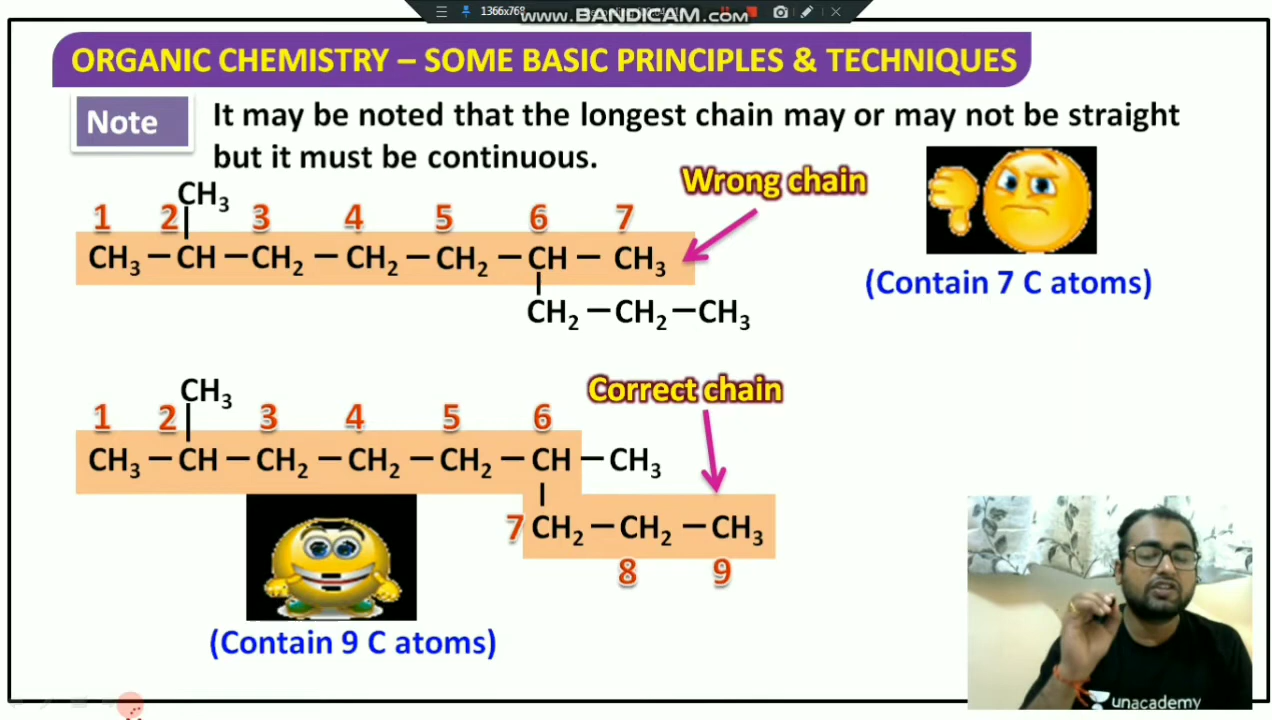 1366x768
www.BANDICAM.com
ORGANIC CHEMISTRY – SOME BASIC PRINCIPLES & TECHNIQUES
Note
It may be noted that the longest chain may or may not be straight
but it must be continuous.
Wrong chain
CH₃
1 2 3 4 5 6 7
CH₃ – CH – CH₂ – CH₂ – CH₂ – CH – CH₃
(Contain 7 C atoms)
CH₂ – CH₂ – CH₃
Correct chain
CH₃
1 2 3 4 5 6
CH₃ – CH – CH₂ – CH₂ – CH₂ – CH – CH₃
7 CH₂ – CH₂ – CH₃
8 9
(Contain 9 C atoms)
unacademy